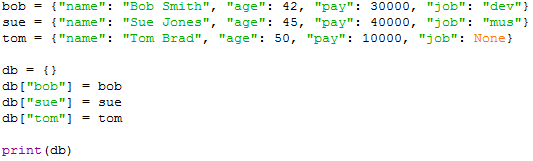 bob = {"name": "Bob Smith", "age": 42, "pay": 30000, "job": "dev"}
sue = {"name": "Sue Jones", "age": 45, "pay": 40000, "job": "mus"}
tom = {"name": "Tom Brad", "age": 50, "pay": 10000, "job": None}
db = {}
db["bob"] = bob
db["sue"] = sue
db["tom"] = tom
print(db)